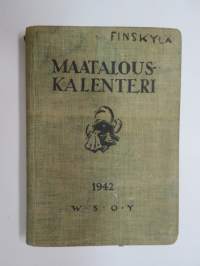 FINSKYLÄ
MAATALOUS-
KALENTERI
1942
W • S • O • Y